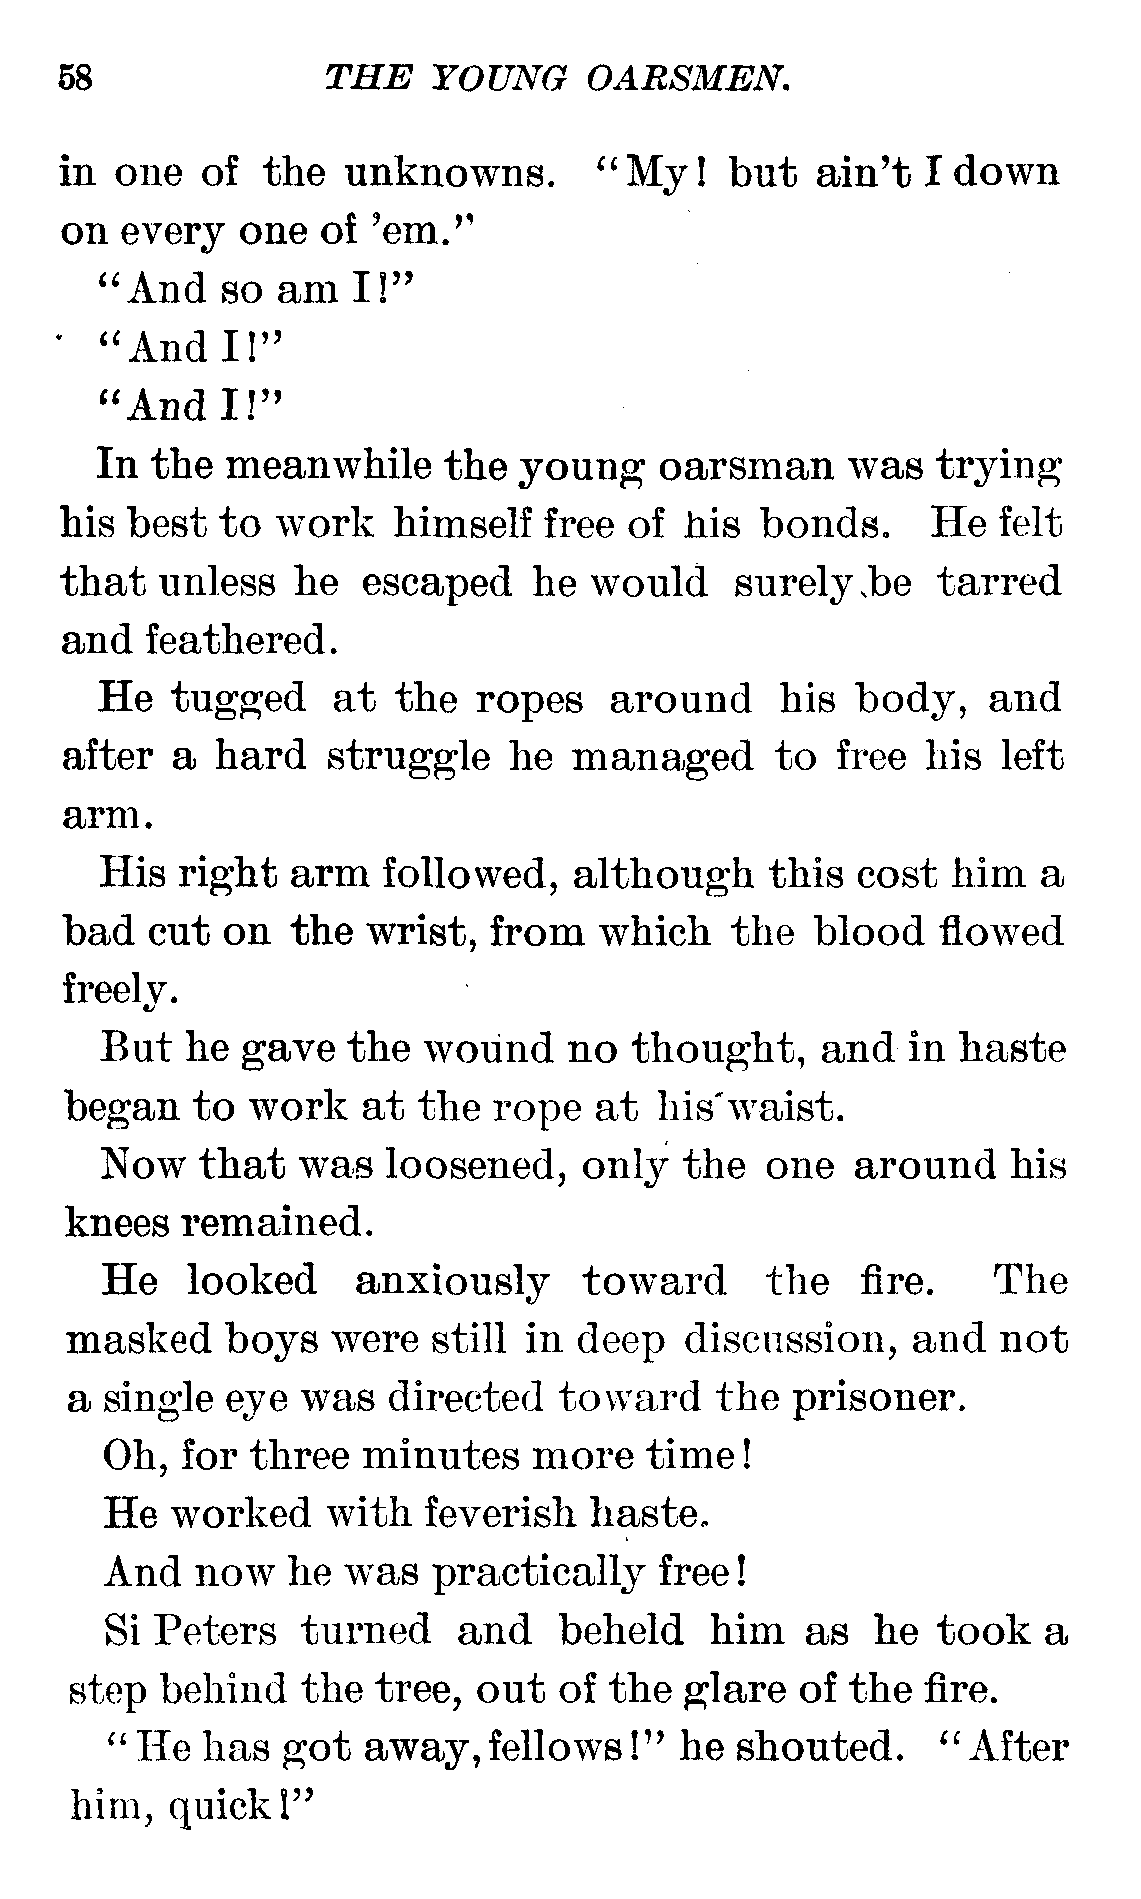 58 THE YOUNG OARSMEN.
in one of the unknowns. “My! but ain’t I down
on every one of ’em.”
“And so am I!”
“And I!”
“And I!”
In the meanwhile the young oarsman was trying
his best to work himself free of his bonds. He felt
that unless he escaped he would surely be tarred
and feathered.
He tugged at the ropes around his body, and
after a hard struggle he managed to free his left
arm.
His right arm followed, although this cost him a
bad cut on the wrist, from which the blood flowed
freely.
But he gave the wound no thought, and in haste
began to work at the rope at his waist.
Now that was loosened, only the one around his
knees remained.
He looked anxiously toward the fire. The
masked boys were still in deep discussion, and not
a single eye was directed toward the prisoner.
Oh, for three minutes more time!
He worked with feverish haste.
And now he was practically free!
Si Peters turned and beheld him as he took a
step behind the tree, out of the glare of the fire.
“He has got away, fellows!” he shouted. “After
him, quick!”